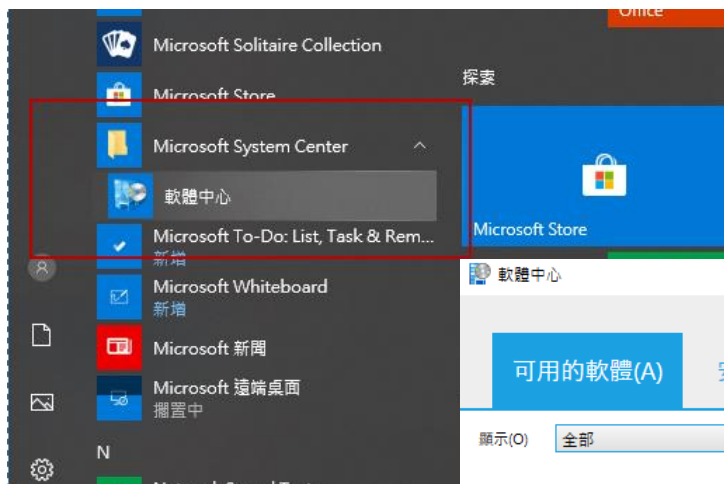 Office
Microsoft Solitaire Collection
探索
Microsoft Store
Microsoft System Center
軟體中心
Microsoft Store
Microsoft To-Do: List, Task & Rem...
新增
軟體中心
Microsoft Whiteboard
新增
Microsoft 新聞
可用的軟體(A)
Microsoft 遠端桌面
擱置中
顯示(O) 全部
N